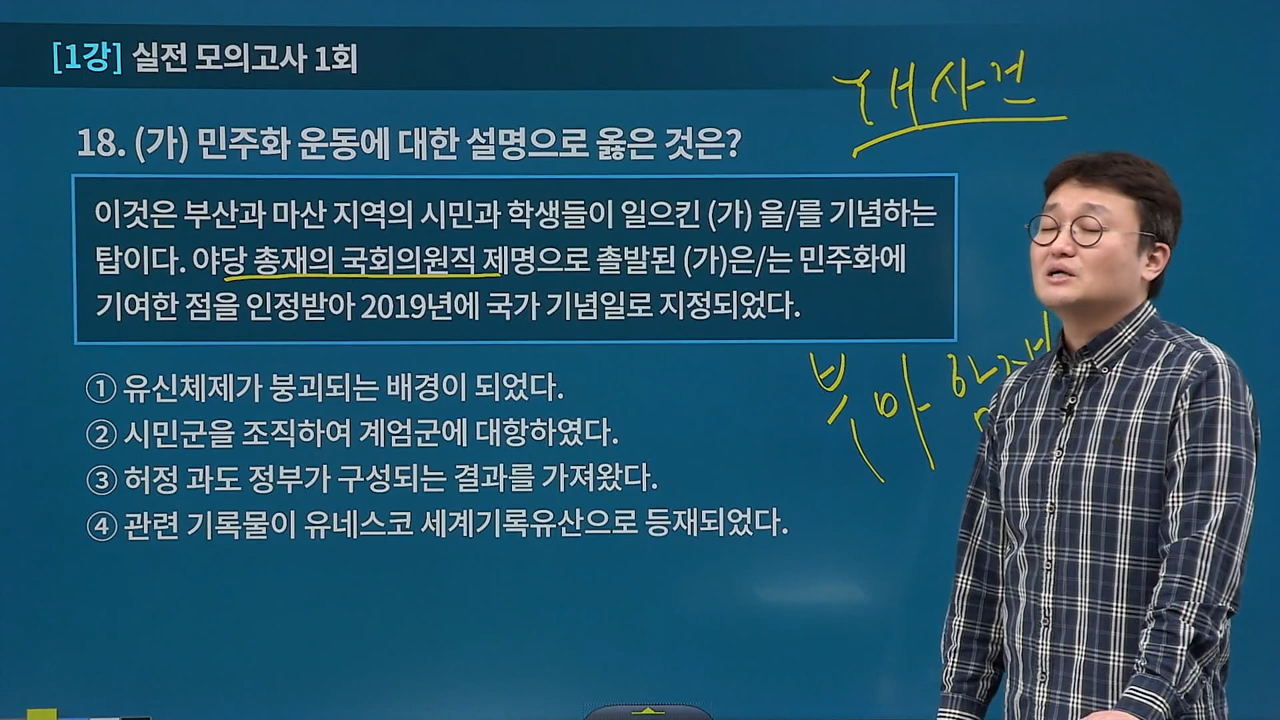 [1강] 실전 모의고사 1회
18. (가) 민주화 운동에 대한 설명으로 옳은 것은?
이것은 부산과 마산 지역의 시민과 학생들이 일으킨 (가) 을/를 기념하는
탑이다. 야당 총재의 국회의원직 제명으로 촐발된 (가)은/는 민주화에
기여한 점을 인정받아 2019년에 국가 기념일로 지정되었다.
① 유신체제가 붕괴되는 배경이 되었다.
② 시민군을 조직하여 계엄군에 대항하였다.
③ 허정 과도 정부가 구성되는 결과를 가져왔다.
④ 관련 기록물이 유네스코 세계기록유산으로 등재되었다.
부마